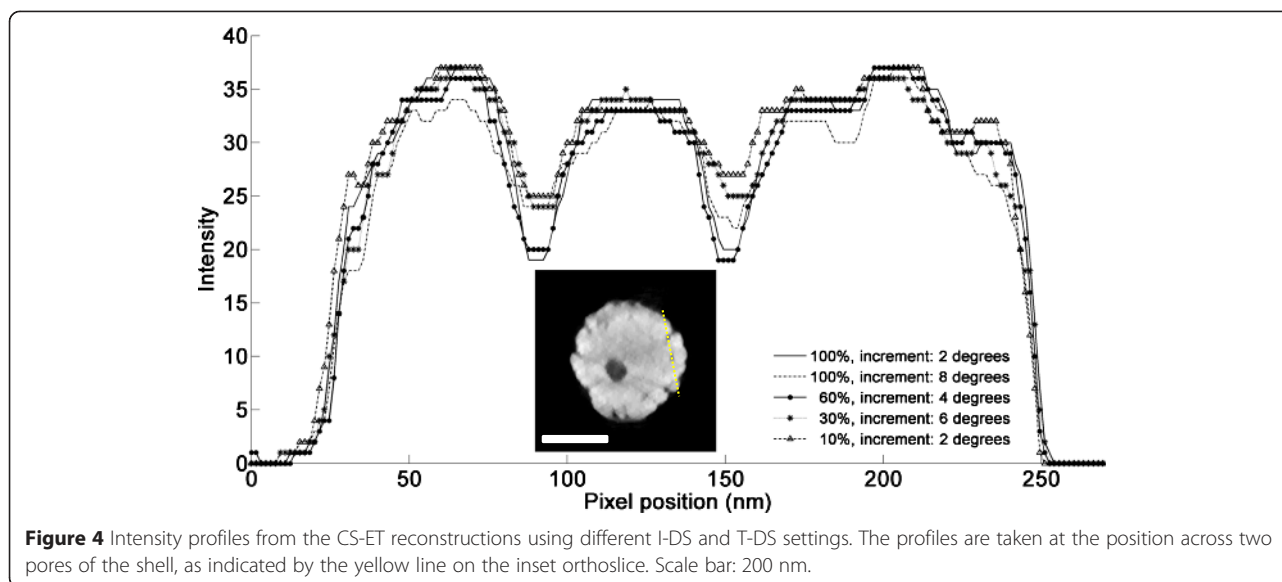 40
35
30
25
20
15
10
5
0
Intensity
0 50 100 150 200 250
Pixel position (nm)
100%, increment: 2 degrees
100%, increment: 8 degrees
60%, increment: 4 degrees
30%, increment: 6 degrees
10%, increment: 2 degrees
Figure 4 Intensity profiles from the CS-ET reconstructions using different I-DS and T-DS settings. The profiles are taken at the position across two
pores of the shell, as indicated by the yellow line on the inset orthoslice. Scale bar: 200 nm.